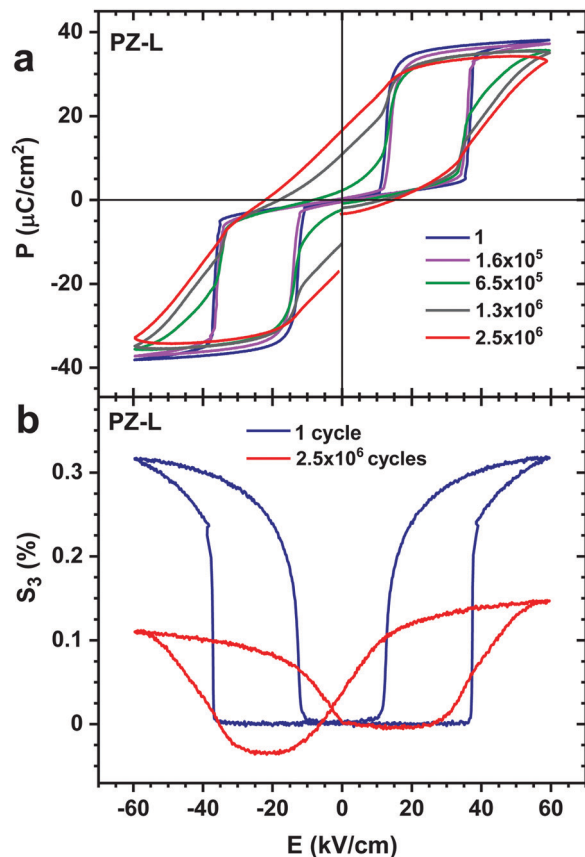 PZ-L
a
40
20
0
-20
-40
P (μC/cm²)
1
1.6x10⁵
6.5x10⁵
1.3x10⁶
2.5x10⁶
b
PZ-L
1 cycle
2.5x10⁶ cycles
0.3
0.2
0.1
0
S₃ (%)
-60 -40 -20 0 20 40 60
E (kV/cm)